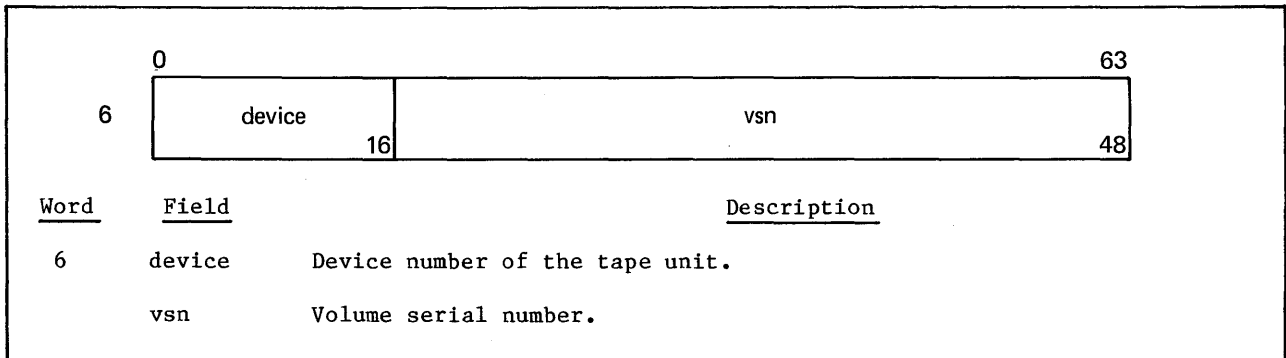 0 63
6 device vsn
16 48
Word Field Description
6 device Device number of the tape unit.
vsn Volume serial number.